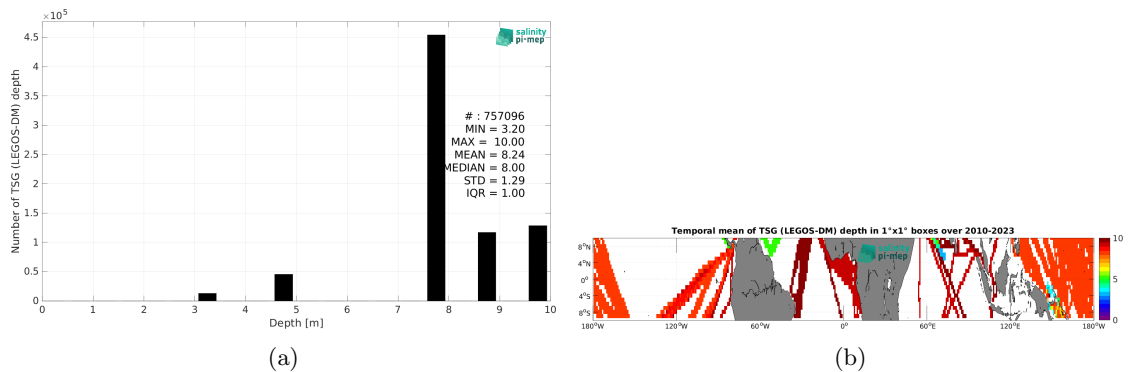 ×10^5
4.5
4
3.5
3
2.5
2
1.5
1
0.5
0
Number of TSG (LEGOS-DM) depth
salinity
pi-mep
# : 757096
MIN = 3.20
MAX = 10.00
MEAN = 8.24
MEDIAN = 8.00
STD = 1.29
IQR = 1.00
0 1 2 3 4 5 6 7 8 9 10
Depth [m]
(a)
Temporal mean of TSG (LEGOS-DM) depth in 1°x1° boxes over 2010-2023
salinity
pi-mep
8°N
4°N
0°
4°S
8°S
180°W 120°W 60°W 0° 60°E 120°E 180°W
10
5
0
(b)